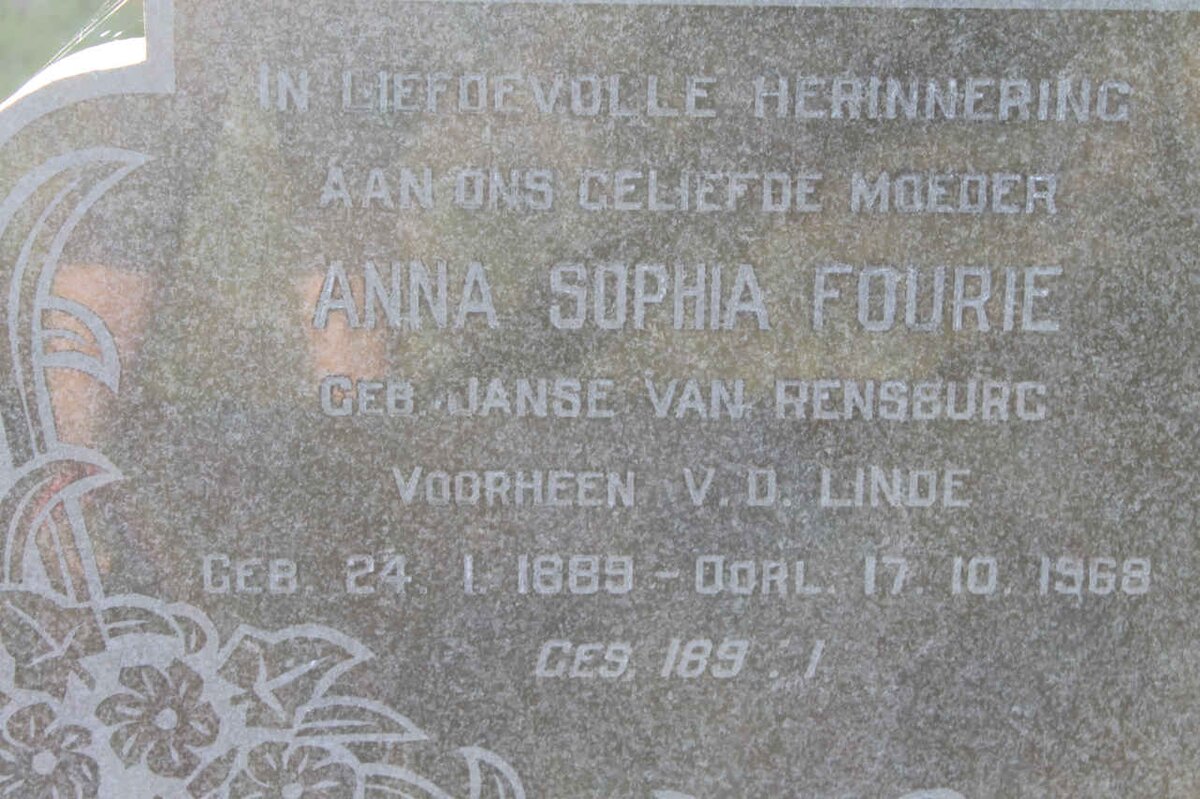 IN LIEFDEVOLLE HERINNERING
AAN ONS GELIEFDE MOEDER
ANNA SOPHIA FOURIE
GEB. JANSE VAN RENSBURG
VOORHEEN V.D. LINDE
GEB. 24. 1. 1889 – OORL. 17. 10. 1968
GES. 189 : 1